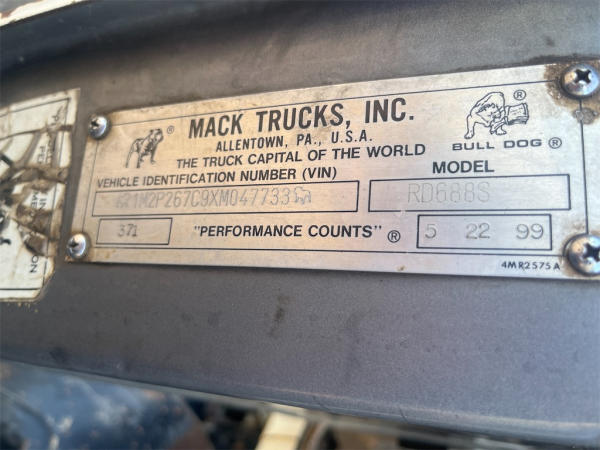 MACK TRUCKS, INC.
ALLENTOWN, PA., U.S.A.
THE TRUCK CAPITAL OF THE WORLD
BULL DOG ®
VEHICLE IDENTIFICATION NUMBER (VIN)
MODEL
1M2P267C9XM047733
RD688S
371
"PERFORMANCE COUNTS" ®
5 22 99
4MR2575A